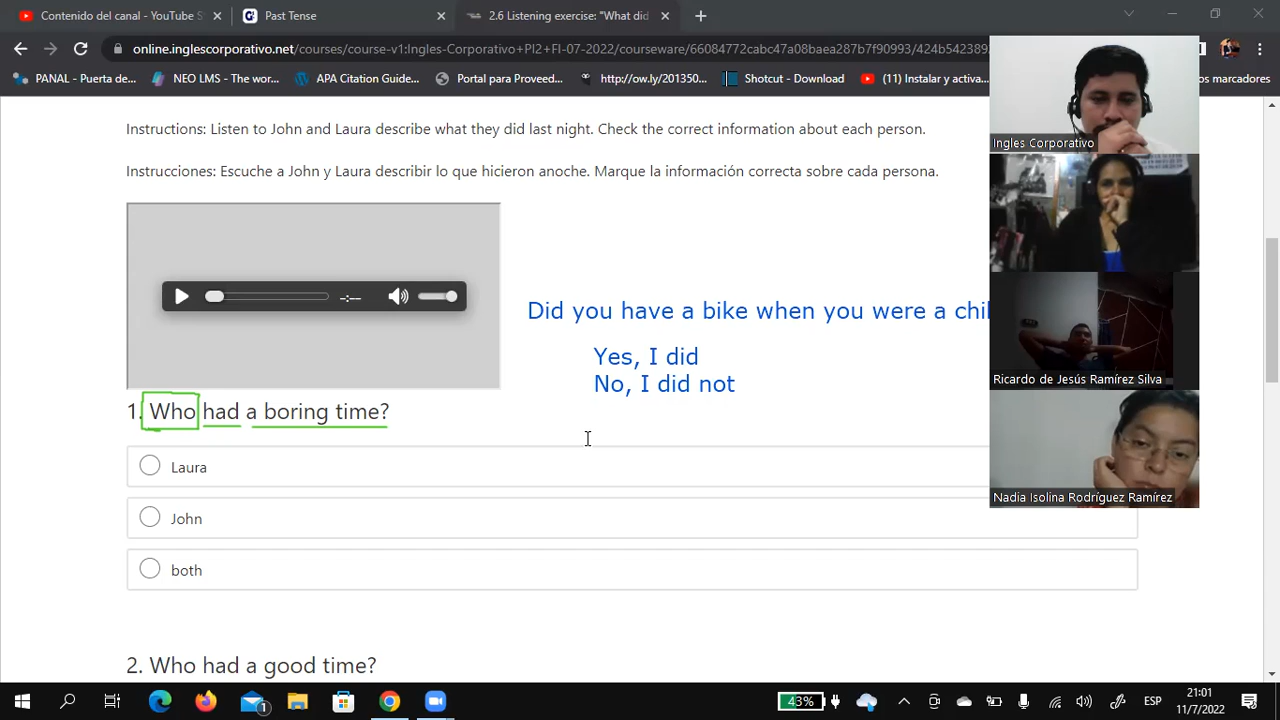 Contenido del canal - YouTube S
Past Tense
2.6 Listening exercise: "What did
online.inglescorporativo.net/courses/course-v1:Ingles-Corporativo+PI2+FI-07-2022/courseware/66084772cabc47a08baea287b7f90993/424b542389
PANAL - Puerta de...
NEO LMS - The wor...
APA Citation Guide...
Portal para Proveed...
http://ow.ly/201350...
Shotcut - Download
(11) Instalar y activa...
os marcadores
Instructions: Listen to John and Laura describe what they did last night. Check the correct information about each person.
Ingles Corporativo
Instrucciones: Escuche a John y Laura describir lo que hicieron anoche. Marque la información correcta sobre cada persona.
-:--
Did you have a bike when you were a chil
Yes, I did
No, I did not
Ricardo de Jesús Ramírez Silva
1. Who had a boring time?
Laura
Nadia Isolina Rodríguez Ramírez
John
both
2. Who had a good time?
1
43%
ESP
21:01
11/7/2022